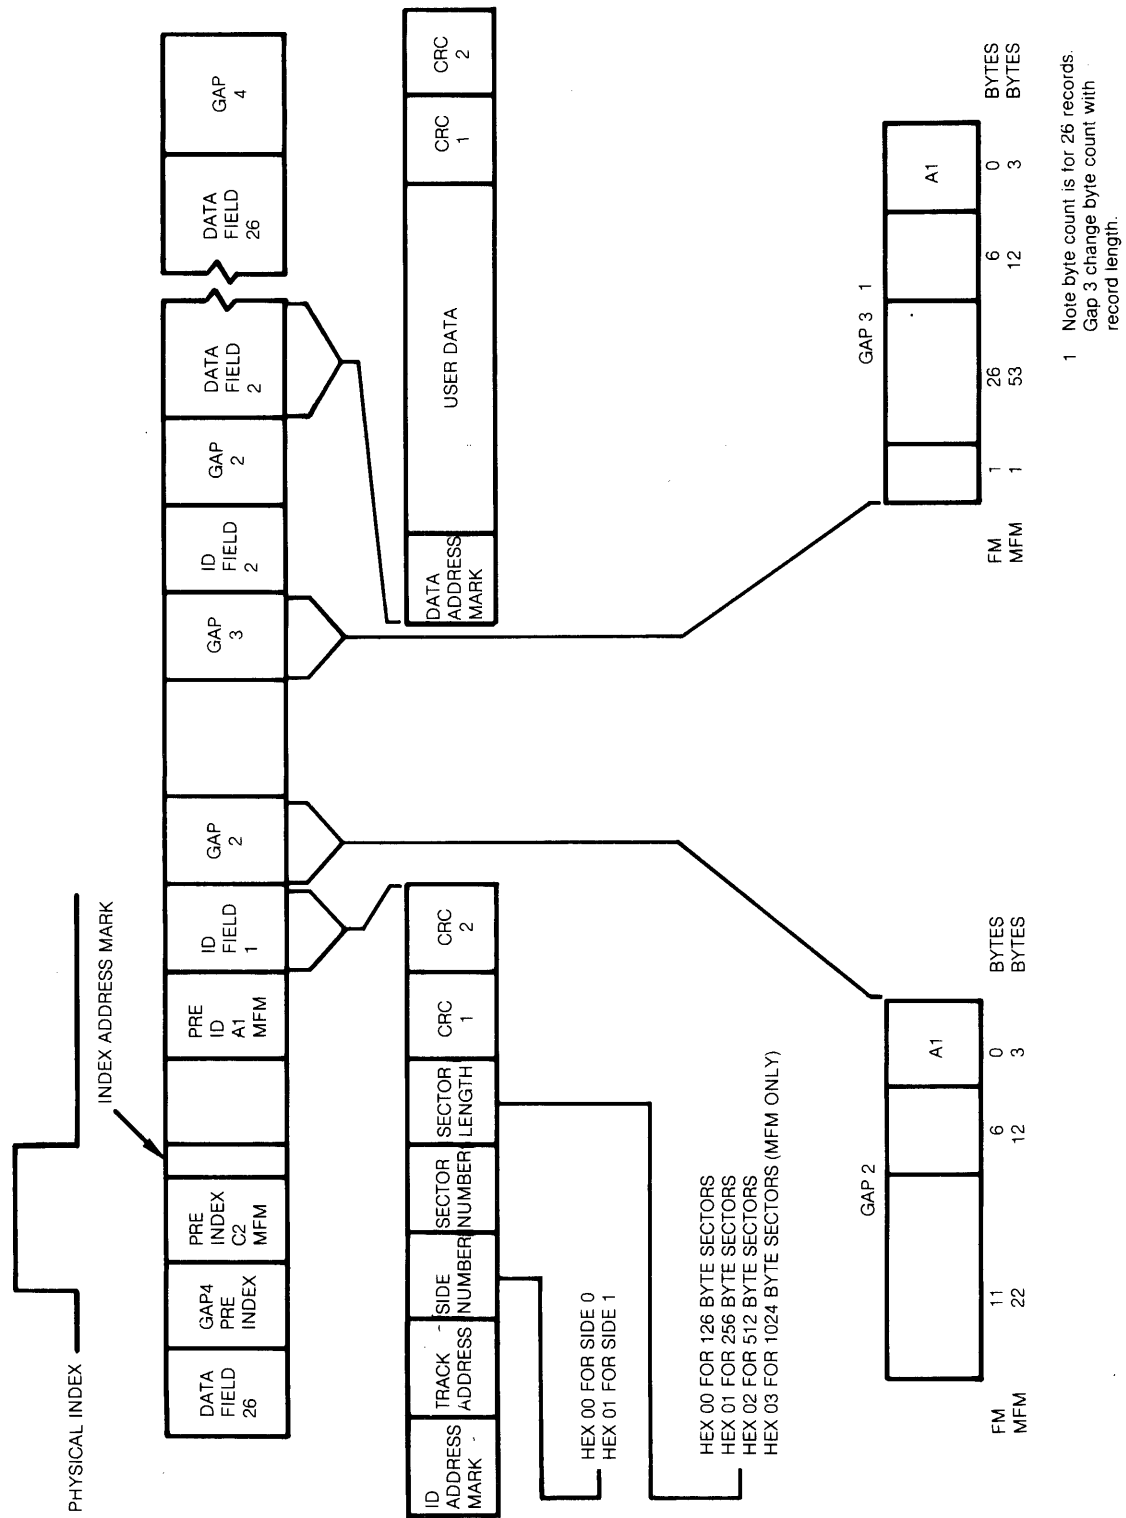 PHYSICAL INDEX
INDEX ADDRESS MARK
DATA
FIELD
26
GAP4
PRE
INDEX
PRE
INDEX
C2
MFM
PRE
ID
A1
MFM
ID
FIELD
1
GAP
2
GAP
3
ID
FIELD
2
GAP
2
DATA
FIELD
2
DATA
FIELD
26
GAP
4
ID
ADDRESS
MARK
TRACK
ADDRESS
SIDE
NUMBER
SECTOR
NUMBER
SECTOR
LENGTH
CRC
1
CRC
2
DATA
ADDRESS
MARK
USER DATA
CRC
1
CRC
2
HEX 00 FOR SIDE 0
HEX 01 FOR SIDE 1
HEX 00 FOR 126 BYTE SECTORS
HEX 01 FOR 256 BYTE SECTORS
HEX 02 FOR 512 BYTE SECTORS
HEX 03 FOR 1024 BYTE SECTORS (MFM ONLY)
GAP 2
A1
FM 11 6 0 BYTES
MFM 22 12 3 BYTES
GAP 3 1
A1
FM 1 26 6 0 BYTES
MFM 1 53 12 3 BYTES
1 Note byte count is for 26 records.
Gap 3 change byte count with
record length.